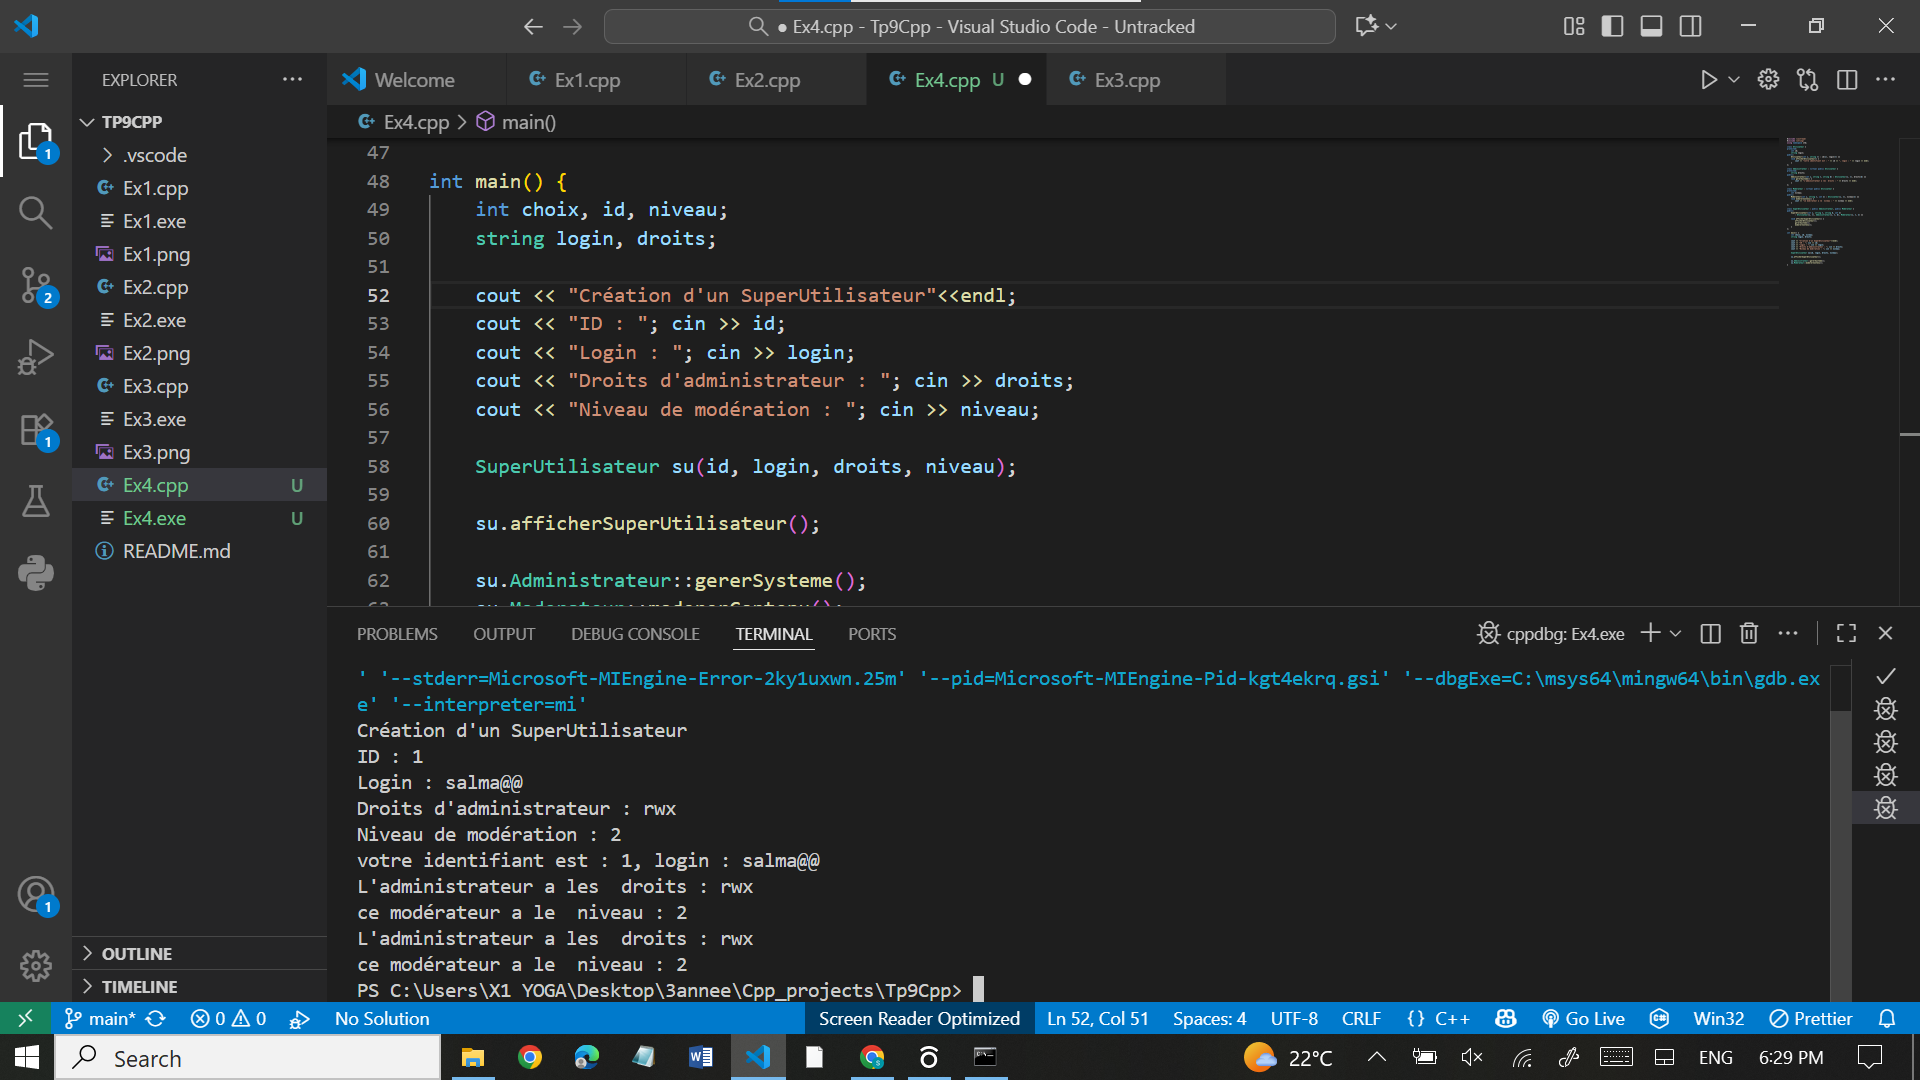 ● Ex4.cpp - Tp9Cpp - Visual Studio Code - Untracked
EXPLORER
Welcome
Ex1.cpp
Ex2.cpp
Ex4.cpp U
Ex3.cpp
TP9CPP
.vscode
Ex1.cpp
Ex1.exe
Ex1.png
Ex2.cpp
Ex2.exe
Ex2.png
Ex3.cpp
Ex3.exe
Ex3.png
Ex4.cpp U
Ex4.exe U
README.md
OUTLINE
TIMELINE
1
2
1
1
Ex4.cpp > main()
47
48 int main() {
49 int choix, id, niveau;
50 string login, droits;
51
52 cout << "Création d'un SuperUtilisateur"<<endl;
53 cout << "ID : "; cin >> id;
54 cout << "Login : "; cin >> login;
55 cout << "Droits d'administrateur : "; cin >> droits;
56 cout << "Niveau de modération : "; cin >> niveau;
57
58 SuperUtilisateur su(id, login, droits, niveau);
59
60 su.afficherSuperUtilisateur();
61
62 su.Administrateur::gererSysteme();
PROBLEMS OUTPUT DEBUG CONSOLE TERMINAL PORTS
cppdbg: Ex4.exe
' '--stderr=Microsoft-MIEngine-Error-2ky1uxwn.25m' '--pid=Microsoft-MIEngine-Pid-kgt4ekrq.gsi' '--dbgExe=C:\msys64\mingw64\bin\gdb.ex
e' '--interpreter=mi'
Création d'un SuperUtilisateur
ID : 1
Login : salma@@
Droits d'administrateur : rwx
Niveau de modération : 2
votre identifiant est : 1, login : salma@@
L'administrateur a les  droits : rwx
ce modérateur a le  niveau : 2
L'administrateur a les  droits : rwx
ce modérateur a le  niveau : 2
PS C:\Users\X1 YOGA\Desktop\3annee\Cpp_projects\Tp9Cpp>
main* 0 0 No Solution Screen Reader Optimized Ln 52, Col 51 Spaces: 4 UTF-8 CRLF {} C++ Go Live Win32 Prettier
Search 22°C ENG 6:29 PM